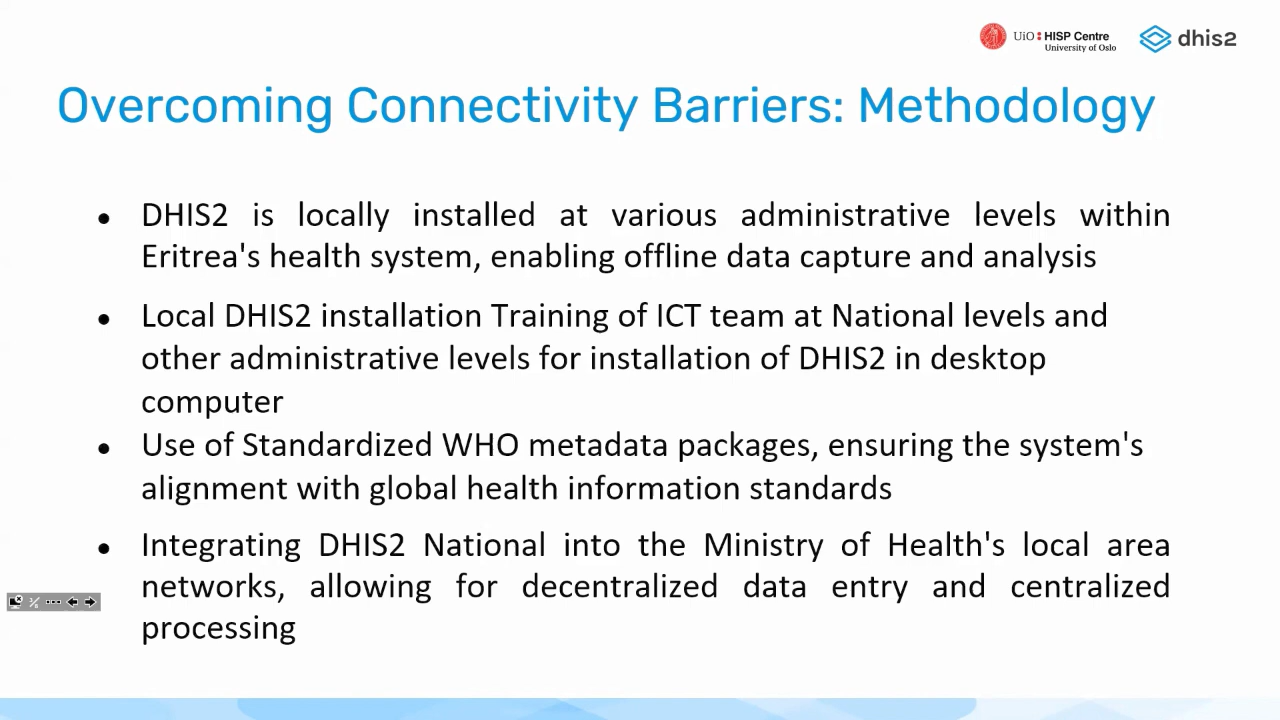 UiO HISP Centre
University of Oslo
dhis2
Overcoming Connectivity Barriers: Methodology
• DHIS2 is locally installed at various administrative levels within
Eritrea's health system, enabling offline data capture and analysis
• Local DHIS2 installation Training of ICT team at National levels and
other administrative levels for installation of DHIS2 in desktop
computer
• Use of Standardized WHO metadata packages, ensuring the system's
alignment with global health information standards
• Integrating DHIS2 National into the Ministry of Health's local area
networks, allowing for decentralized data entry and centralized
processing